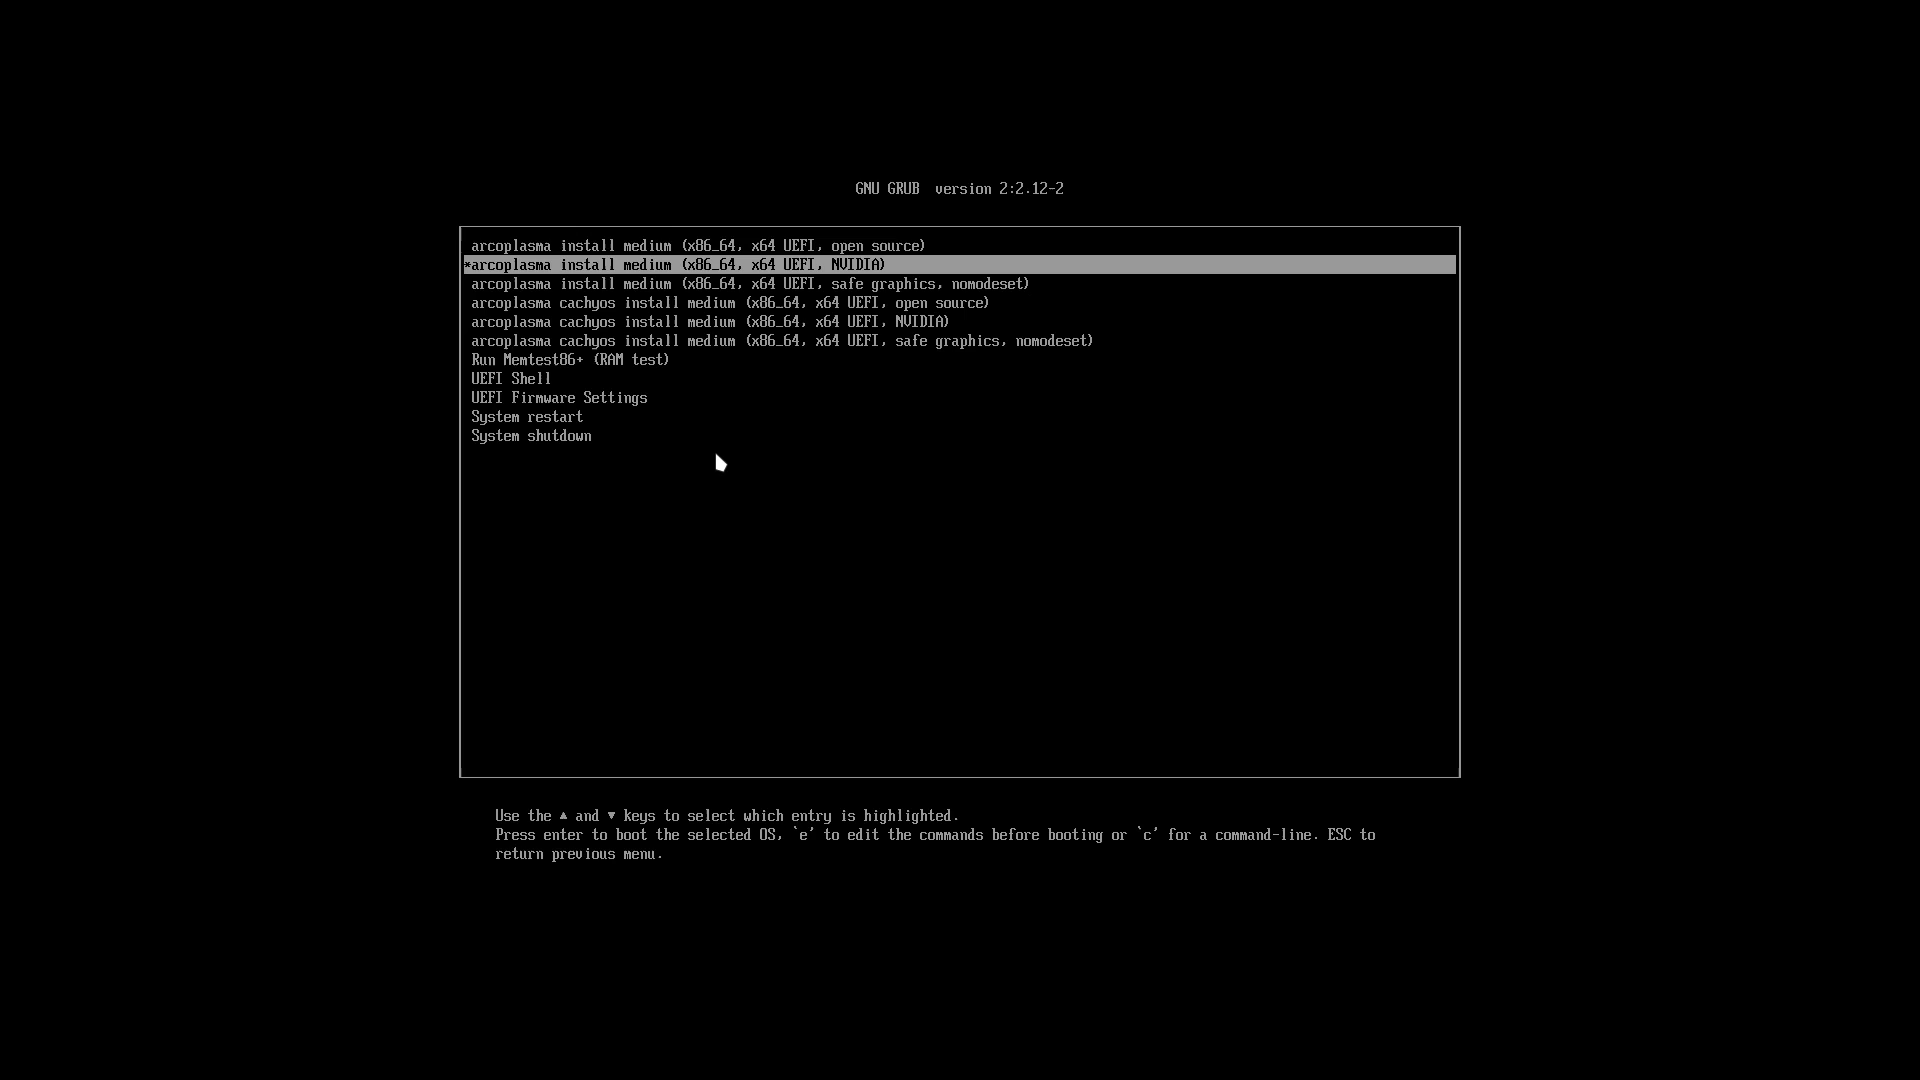 GNU GRUB  version 2:2.12-2
arcoplasma install medium (x86_64, x64 UEFI, open source)
*arcoplasma install medium (x86_64, x64 UEFI, NVIDIA)
arcoplasma install medium (x86_64, x64 UEFI, safe graphics, nomodeset)
arcoplasma cachyos install medium (x86_64, x64 UEFI, open source)
arcoplasma cachyos install medium (x86_64, x64 UEFI, NVIDIA)
arcoplasma cachyos install medium (x86_64, x64 UEFI, safe graphics, nomodeset)
Run Memtest86+ (RAM test)
UEFI Shell
UEFI Firmware Settings
System restart
System shutdown
Use the ▲ and ▼ keys to select which entry is highlighted.
Press enter to boot the selected OS, `e' to edit the commands before booting or `c' for a command-line. ESC to
return previous menu.